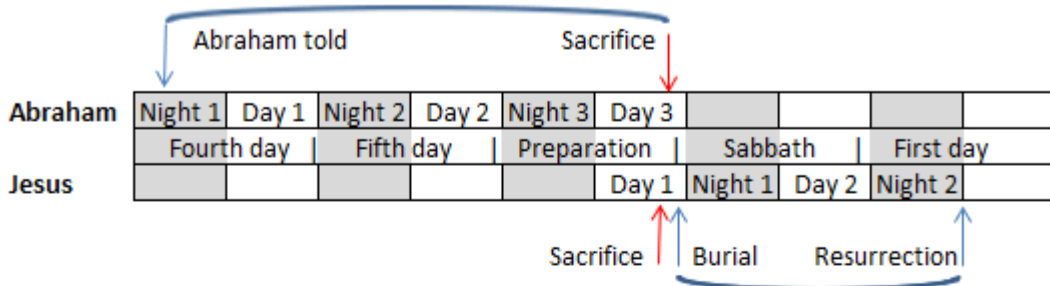 Abraham told Sacrifice
Abraham Night 1 Day 1 Night 2 Day 2 Night 3 Day 3
Fourth day | Fifth day | Preparation | Sabbath | First day
Jesus Day 1 Night 1 Day 2 Night 2
Sacrifice Burial Resurrection